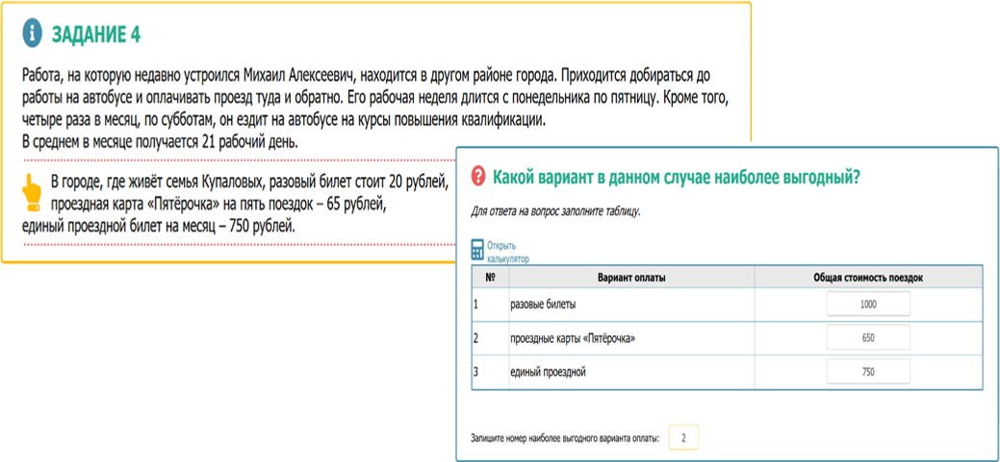 ЗАДАНИЕ 4
Работа, на которую недавно устроился Михаил Алексеевич, находится в другом районе города. Приходится добираться до
работы на автобусе и оплачивать проезд туда и обратно. Его рабочая неделя длится с понедельника по пятницу. Кроме того,
четыре раза в месяц, по субботам, он ездит на автобусе на курсы повышения квалификации.
В среднем в месяце получается 21 рабочий день.
В городе, где живёт семья Купаловых, разовый билет стоит 20 рублей,
проездная карта «Пятёрочка» на пять поездок – 65 рублей,
единый проездной билет на месяц – 750 рублей.
Какой вариант в данном случае наиболее выгодный?
Для ответа на вопрос заполните таблицу.
Открыть
калькулятор
№ Вариант оплаты Общая стоимость поездок
1 разовые билеты 1000
2 проездные карты «Пятёрочка» 650
3 единый проездной 750
Запишите номер наиболее выгодного варианта оплаты: 2